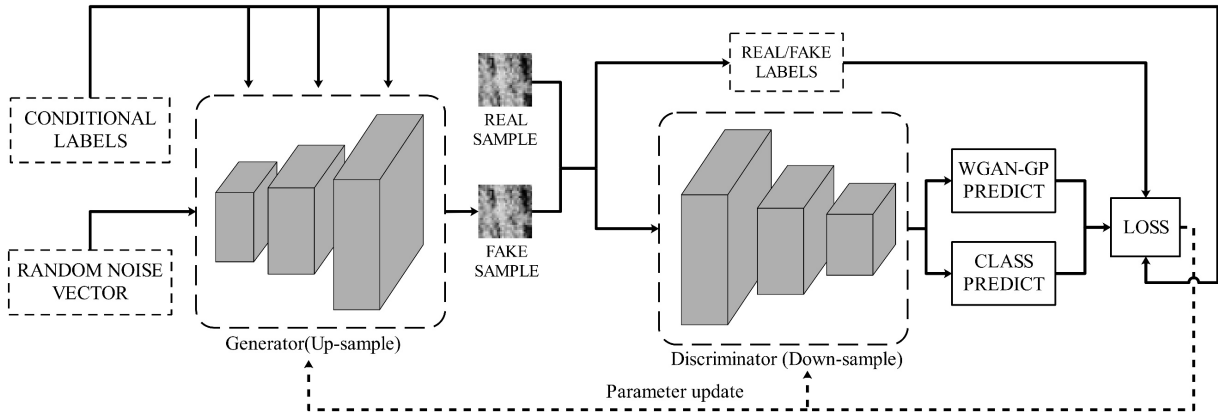 CONDITIONAL
LABELS
RANDOM NOISE
VECTOR
Generator(Up-sample)
REAL
SAMPLE
FAKE
SAMPLE
REAL/FAKE
LABELS
Discriminator (Down-sample)
WGAN-GP
PREDICT
CLASS
PREDICT
LOSS
Parameter update